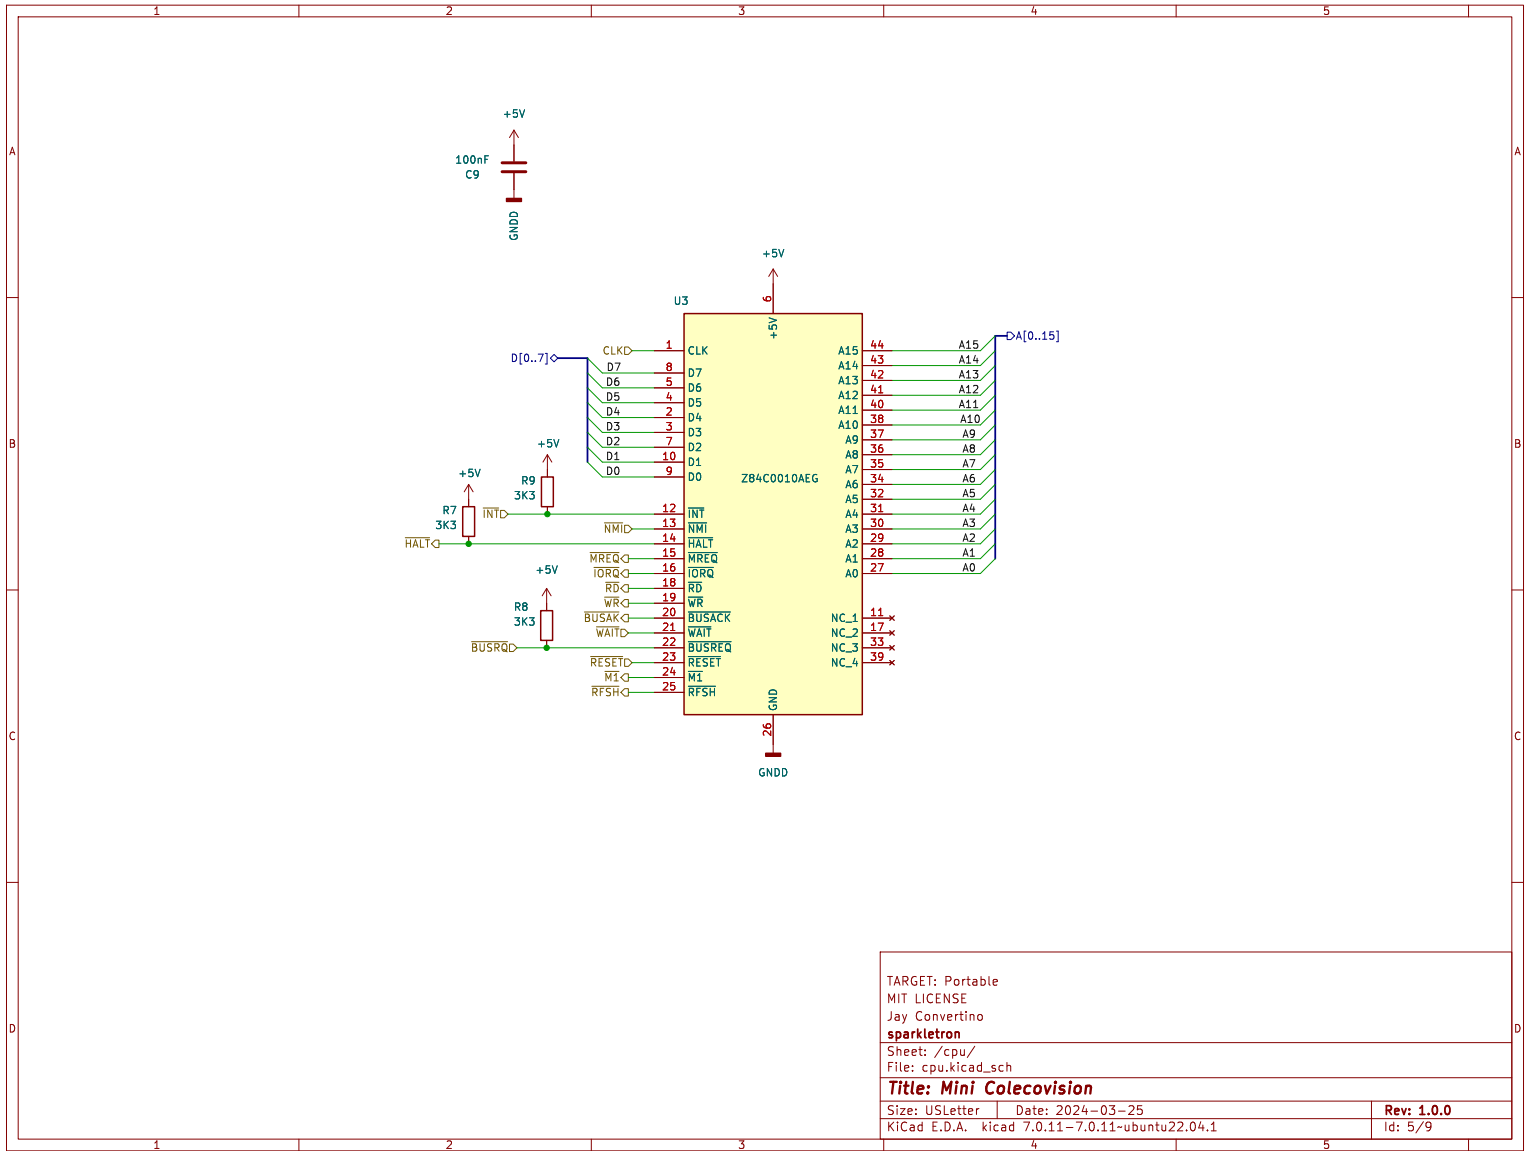 1 2 3 4 5
A A
+5V
100nF
C9
GNDD
+5V
6
U3
+5V
D[0..7]
A[0..15]
CLK 1 CLK A15 44 A15
A14 43 A14
D7 8 D7 A13 42 A13
D6 5 D6 A12 41 A12
D5 4 D5 A11 40 A11
D4 2 D4 A10 38 A10
D3 3 D3 A9 37 A9
D2 7 D2 A8 36 A8
D1 10 D1 A7 35 A7
D0 9 D0 A6 34 A6
Z84C0010AEG
A5 32 A5
B B
+5V
R9
3K3
+5V
R7
3K3
INT 12 INT A4 31 A4
NMI 13 NMI A3 30 A3
HALT 14 HALT A2 29 A2
MREQ 15 MREQ A1 28 A1
IORQ 16 IORQ A0 27 A0
RD 18 RD
WR 19 WR
+5V
R8
3K3
BUSAK 20 BUSACK NC_1 11
WAIT 21 WAIT NC_2 17
BUSRQ 22 BUSREQ NC_3 33
RESET 23 RESET NC_4 39
M1 24 M1
RFSH 25 RFSH
GND
26
GNDD
C C
D D
TARGET: Portable
MIT LICENSE
Jay Convertino
sparkletron
Sheet: /cpu/
File: cpu.kicad_sch
Title: Mini Colecovision
Size: USLetter Date: 2024-03-25 Rev: 1.0.0
KiCad E.D.A. kicad 7.0.11-7.0.11~ubuntu22.04.1 Id: 5/9
1 2 3 4 5